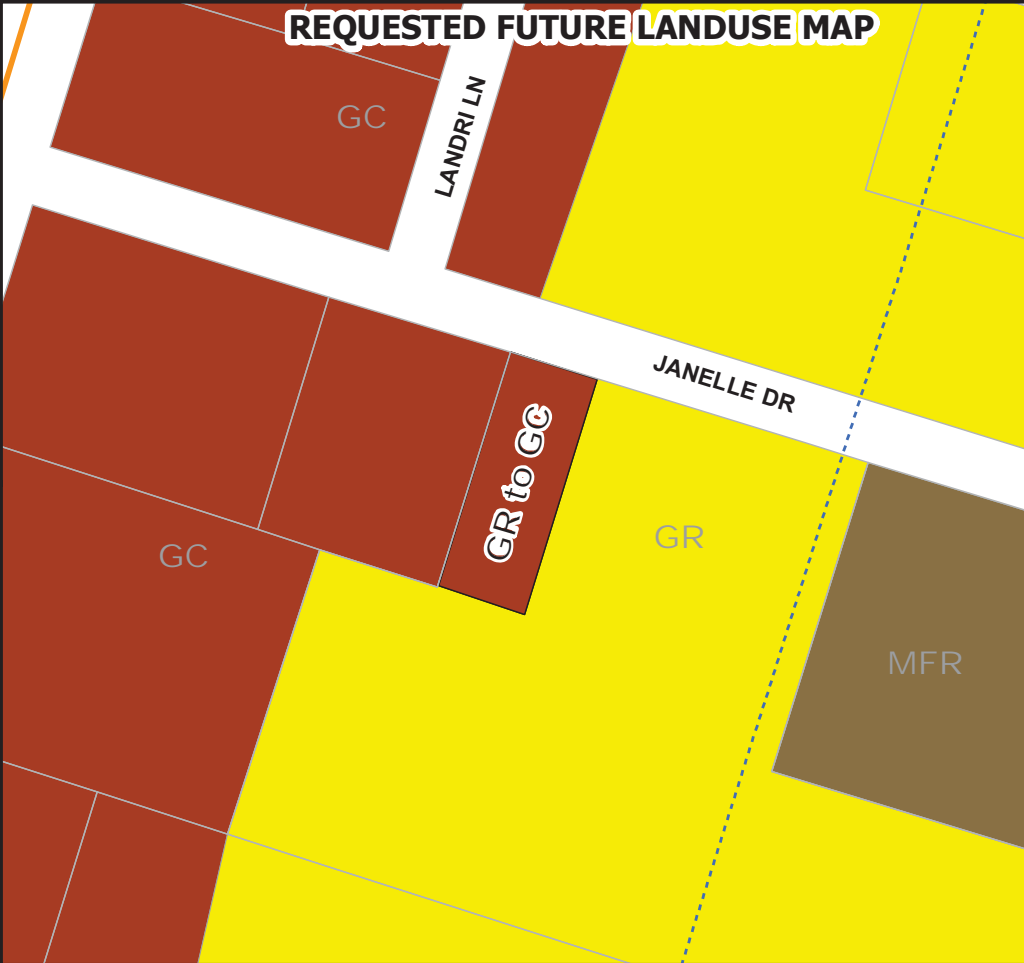 REQUESTED FUTURE LANDUSE MAP
GC
LANDRI LN
JANELLE DR
GR to GC
GR
GC
MFR